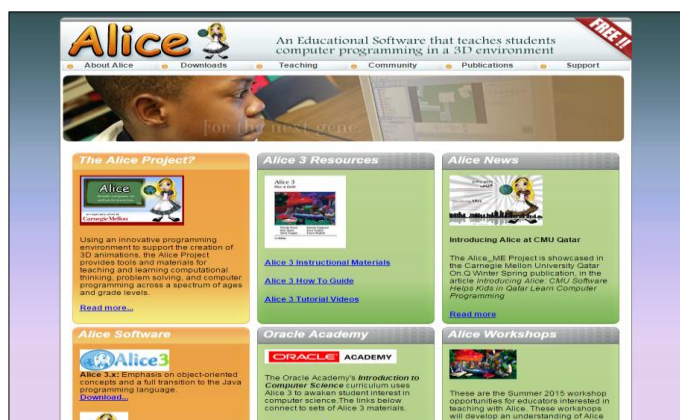 Alice
An Educational Software that teaches students
computer programming in a 3D environment
FREE !!
About Alice Downloads Teaching Community Publications Support
For the next gene
The Alice Project?
Alice
Carnegie Mellon
Using an innovative programming
environment to support the creation of
3D animations, the Alice Project
provides tools and materials for
teaching and learning computational
thinking, problem solving, and computer
programming across a spectrum of ages
and grade levels.
Read more...
Alice 3 Resources
Alice 3
Alice 3 Instructional Materials
Alice 3 How To Guide
Alice 3 Tutorial Videos
Alice News
Introducing Alice at CMU Qatar
The Alice_ME Project is showcased in
the Carnegie Mellon University Qatar
On.Q Winter Spring publication, in the
article Introducing Alice: CMU Software
Helps Kids in Qatar Learn Computer
Programming
Read more
Alice Software
Alice3
Alice 3.x: Emphasis on object-oriented
concepts and a full transition to the Java
programming language.
Download...
Oracle Academy
ORACLE ACADEMY
The Oracle Academy's Introduction to
Computer Science curriculum uses
Alice 3 to awaken student interest in
computer science.The links below
connect to sets of Alice 3 materials.
Alice Workshops
These are the Summer 2015 workshop
opportunities for educators interested in
teaching with Alice. These workshops
will develop an understanding of Alice